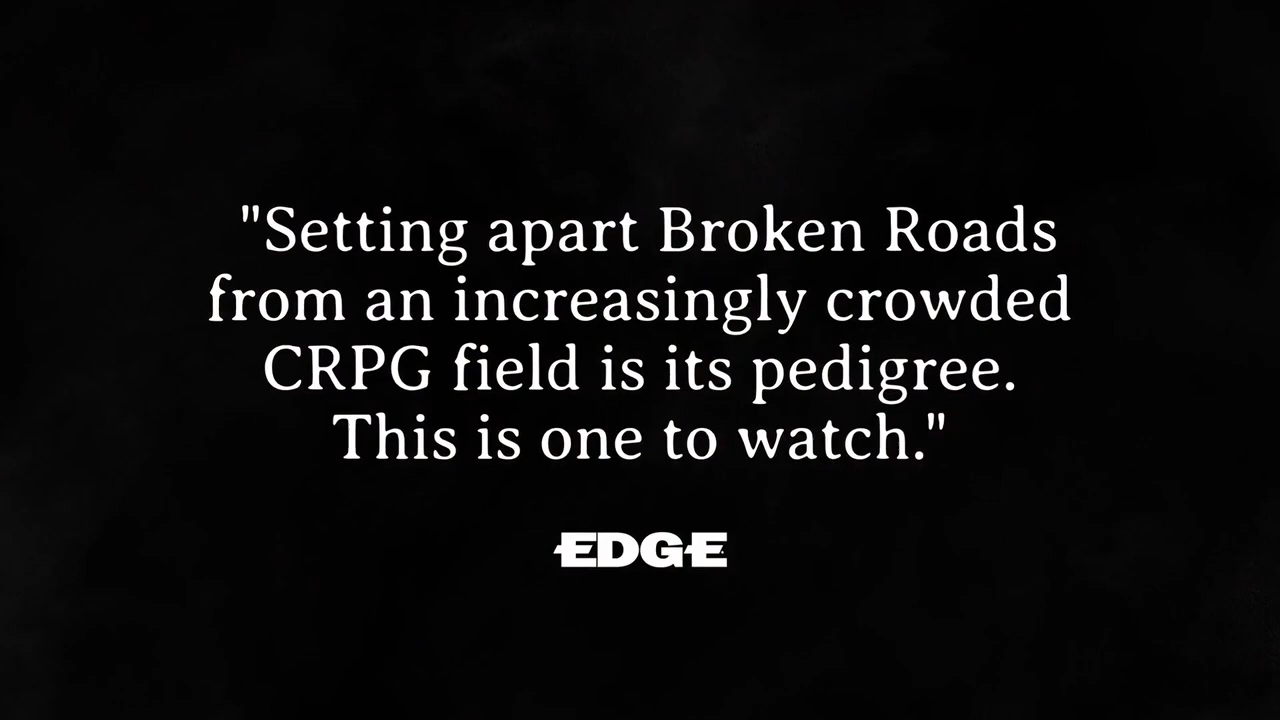 "Setting apart Broken Roads
from an increasingly crowded
CRPG field is its pedigree.
This is one to watch."
EDGE